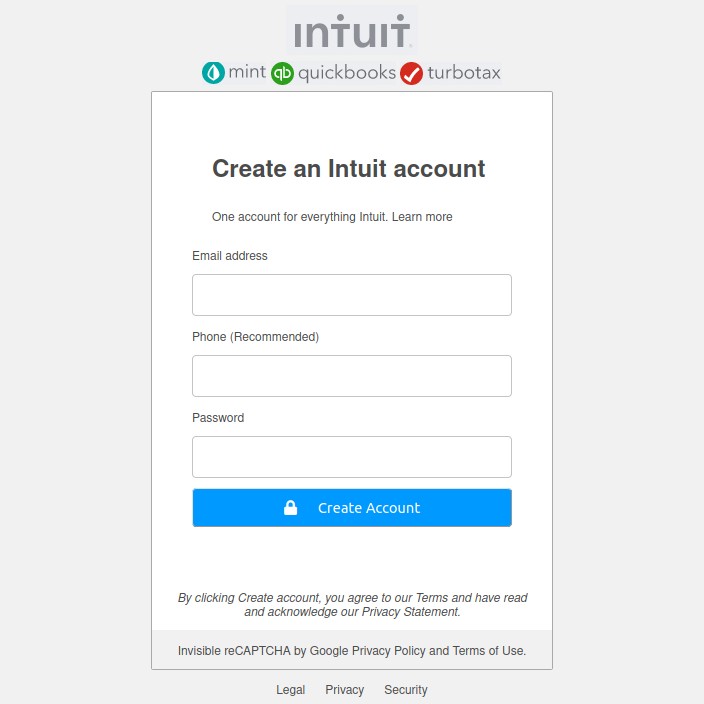 intuit
mint quickbooks turbotax
Create an Intuit account
One account for everything Intuit. Learn more
Email address
Phone (Recommended)
Password
Create Account
By clicking Create account, you agree to our Terms and have read
and acknowledge our Privacy Statement.
Invisible reCAPTCHA by Google Privacy Policy and Terms of Use.
Legal Privacy Security